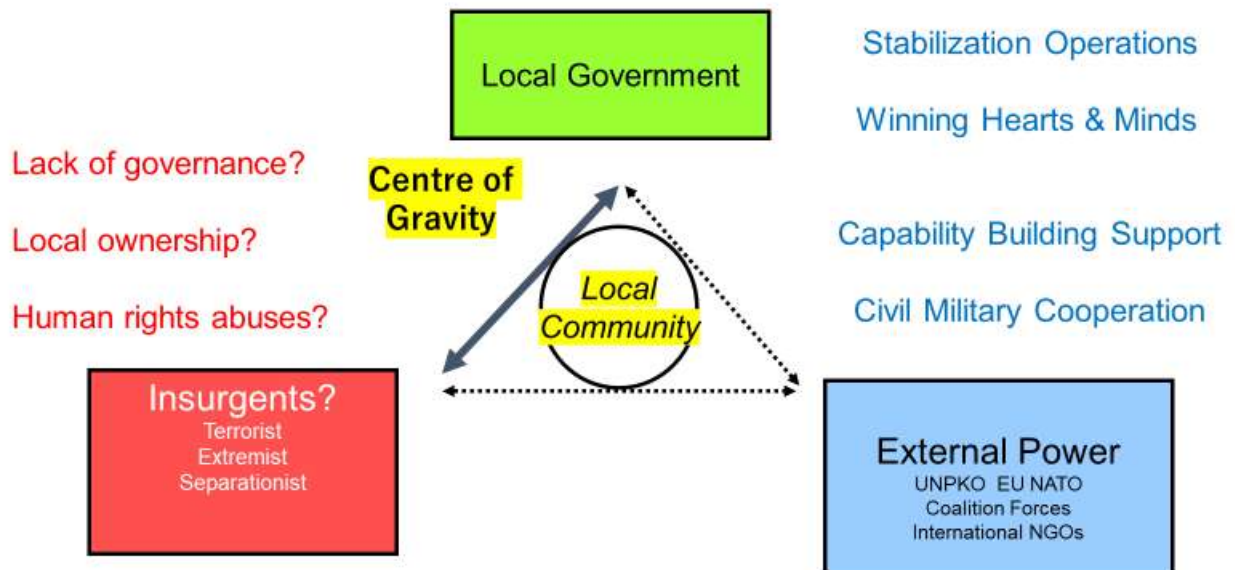 Local Government
Stabilization Operations
Winning Hearts & Minds
Lack of governance?
Centre of
Gravity
Local ownership?
Capability Building Support
Local
Community
Human rights abuses?
Civil Military Cooperation
Insurgents?
Terrorist
Extremist
Separationist
External Power
UNPKO EU NATO
Coalition Forces
International NGOs